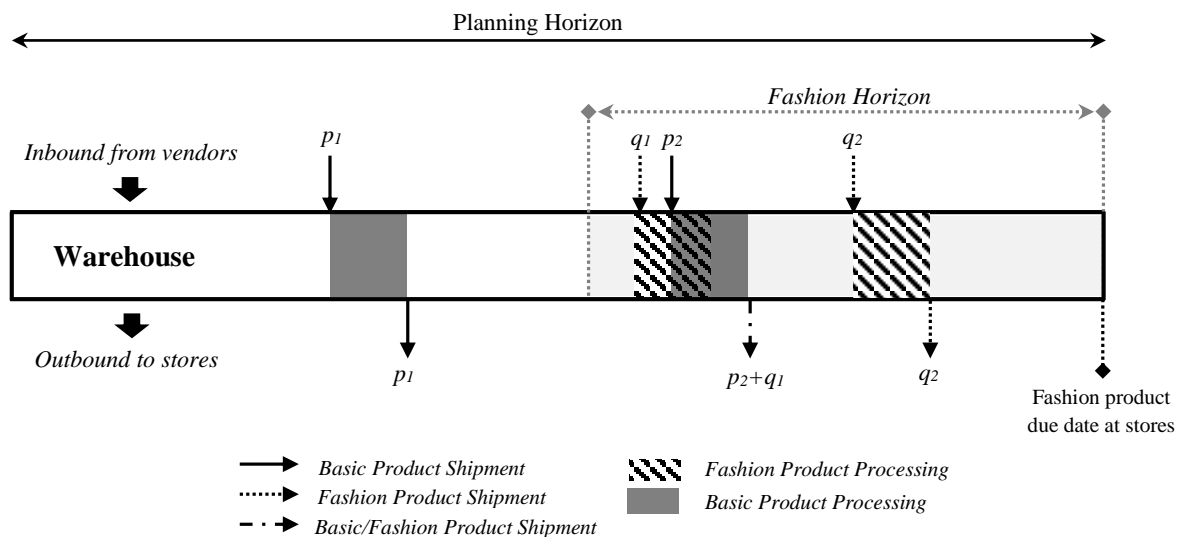 Planning Horizon
Fashion Horizon
p1
q1
p2
q2
Inbound from vendors
Warehouse
Outbound to stores
p1
p2+q1
q2
Fashion product
due date at stores
Basic Product Shipment
Fashion Product Shipment
Basic/Fashion Product Shipment
Fashion Product Processing
Basic Product Processing